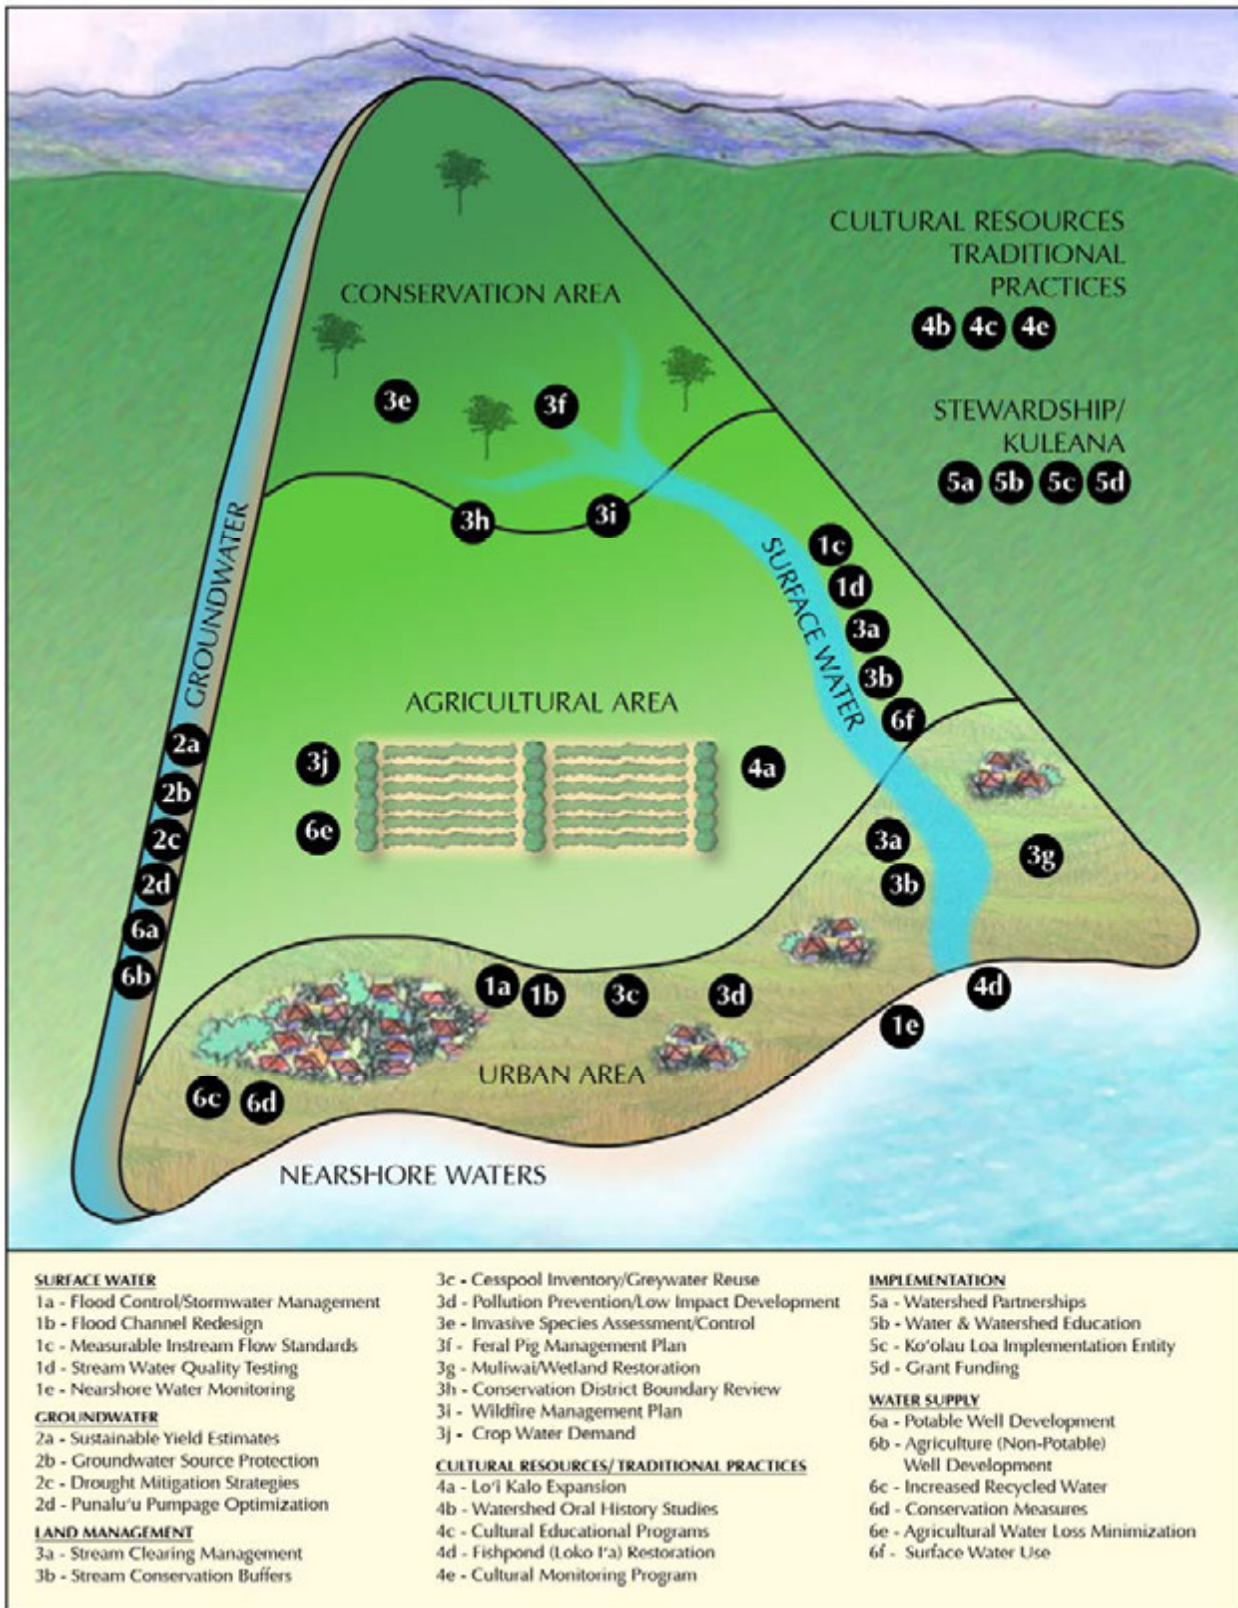 CULTURAL RESOURCES
TRADITIONAL
PRACTICES
4b 4c 4e
CONSERVATION AREA
3e 3f
STEWARDSHIP/
KULEANA
5a 5b 5c 5d
3h 3i
GROUNDWATER
SURFACE WATER
1c
1d
3a
3b
6f
AGRICULTURAL AREA
2a
2b
2c
2d
6a
6b
3j
6e
4a
3a
3b
3g
1a 1b 3c 3d
4d
1e
URBAN AREA
6c 6d
NEARSHORE WATERS
SURFACE WATER
1a - Flood Control/Stormwater Management
1b - Flood Channel Redesign
1c - Measurable Instream Flow Standards
1d - Stream Water Quality Testing
1e - Nearshore Water Monitoring
GROUNDWATER
2a - Sustainable Yield Estimates
2b - Groundwater Source Protection
2c - Drought Mitigation Strategies
2d - Punalu‘u Pumpage Optimization
LAND MANAGEMENT
3a - Stream Clearing Management
3b - Stream Conservation Buffers
3c - Cesspool Inventory/Greywater Reuse
3d - Pollution Prevention/Low Impact Development
3e - Invasive Species Assessment/Control
3f - Feral Pig Management Plan
3g - Muliwai/Wetland Restoration
3h - Conservation District Boundary Review
3i - Wildfire Management Plan
3j - Crop Water Demand
CULTURAL RESOURCES/ TRADITIONAL PRACTICES
4a - Lo‘i Kalo Expansion
4b - Watershed Oral History Studies
4c - Cultural Educational Programs
4d - Fishpond (Loko I‘a) Restoration
4e - Cultural Monitoring Program
IMPLEMENTATION
5a - Watershed Partnerships
5b - Water & Watershed Education
5c - Ko‘olau Loa Implementation Entity
5d - Grant Funding
WATER SUPPLY
6a - Potable Well Development
6b - Agriculture (Non-Potable)
Well Development
6c - Increased Recycled Water
6d - Conservation Measures
6e - Agricultural Water Loss Minimization
6f - Surface Water Use